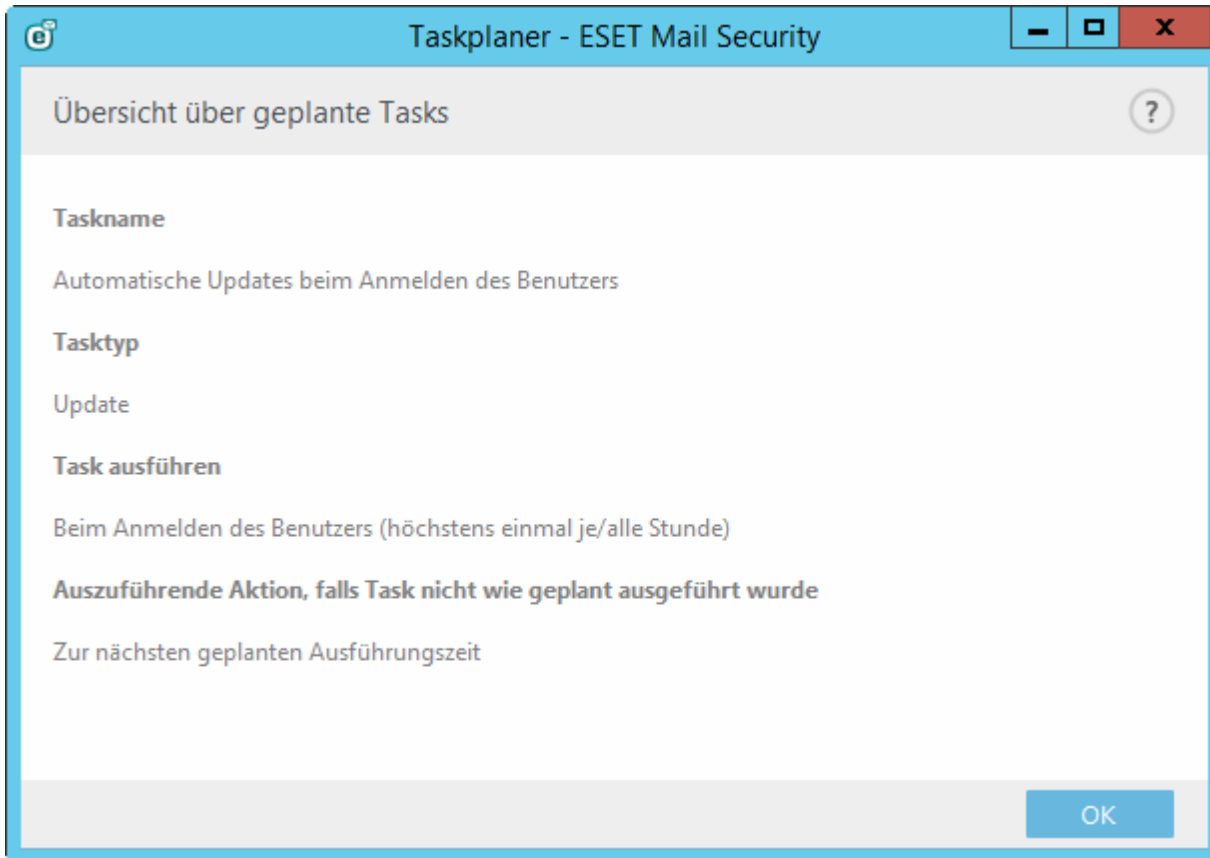 Taskplaner - ESET Mail Security
Übersicht über geplante Tasks
?
Taskname
Automatische Updates beim Anmelden des Benutzers
Tasktyp
Update
Task ausführen
Beim Anmelden des Benutzers (höchstens einmal je/alle Stunde)
Auszuführende Aktion, falls Task nicht wie geplant ausgeführt wurde
Zur nächsten geplanten Ausführungszeit
OK